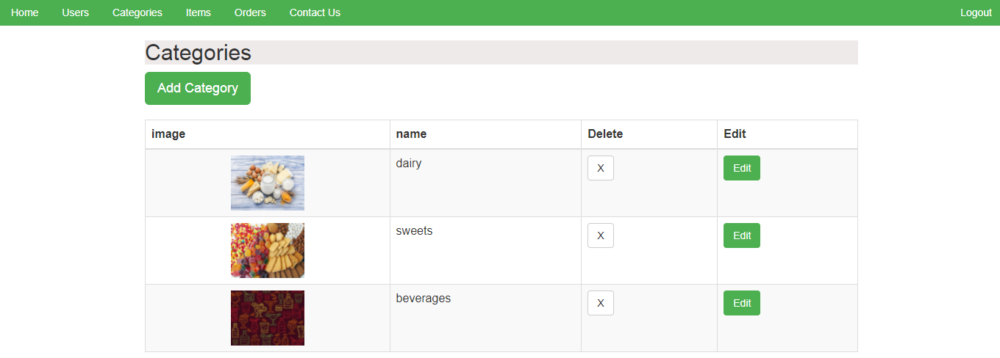 Home Users Categories Items Orders Contact Us Logout
Categories
Add Category
image name Delete Edit
dairy X Edit
sweets X Edit
beverages X Edit